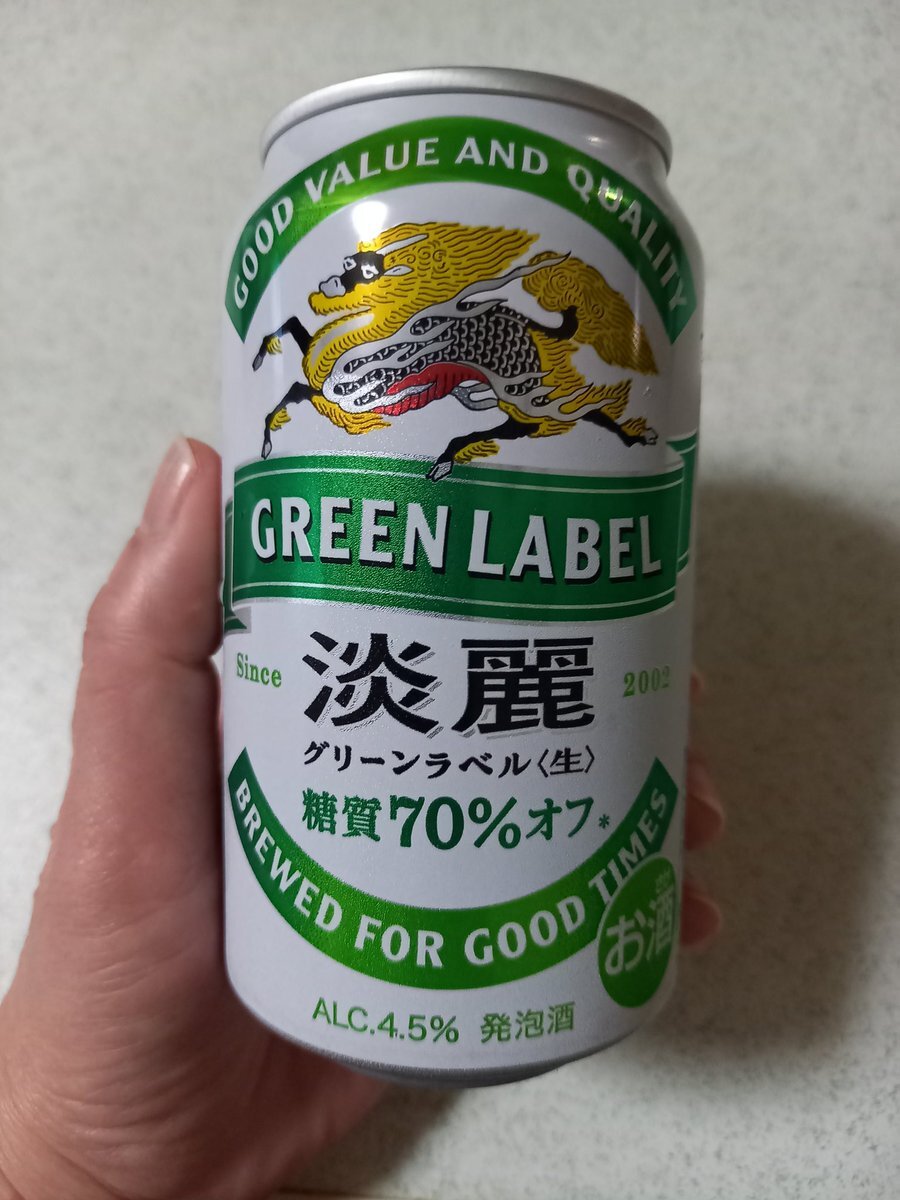 GOOD VALUE AND QUALITY
GREEN LABEL
Since 2002
淡麗
グリーンラベル〈生〉
糖質70%オフ*
BREWED FOR GOOD TIMES
お酒
ALC.4.5% 発泡酒